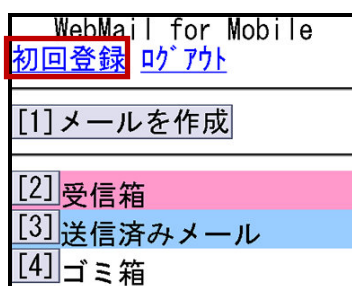 WebMail for Mobile
初回登録 ﾛｸﾞｱｳﾄ
[1]メールを作成
[2]受信箱
[3]送信済みメール
[4]ゴミ箱